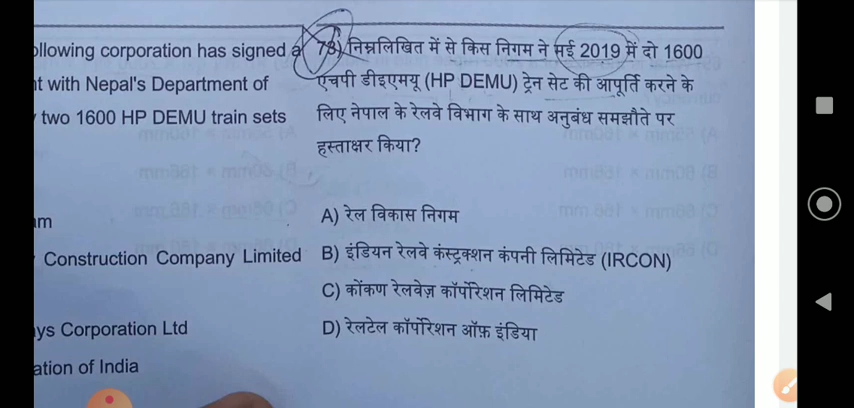 ollowing corporation has signed a
nt with Nepal's Department of
two 1600 HP DEMU train sets
am
Construction Company Limited
ys Corporation Ltd
ation of India
73) निम्नलिखित में से किस निगम ने मई 2019 में दो 1600
एचपी डीइएमयू (HP DEMU) ट्रेन सेट की आपूर्ति करने के
लिए नेपाल के रेलवे विभाग के साथ अनुबंध समझौते पर
हस्ताक्षर किया?
A) रेल विकास निगम
B) इंडियन रेलवे कंस्ट्रक्शन कंपनी लिमिटेड (IRCON)
C) कोंकण रेलवेज़ कॉर्पोरेशन लिमिटेड
D) रेलटेल कॉर्पोरेशन ऑफ़ इंडिया